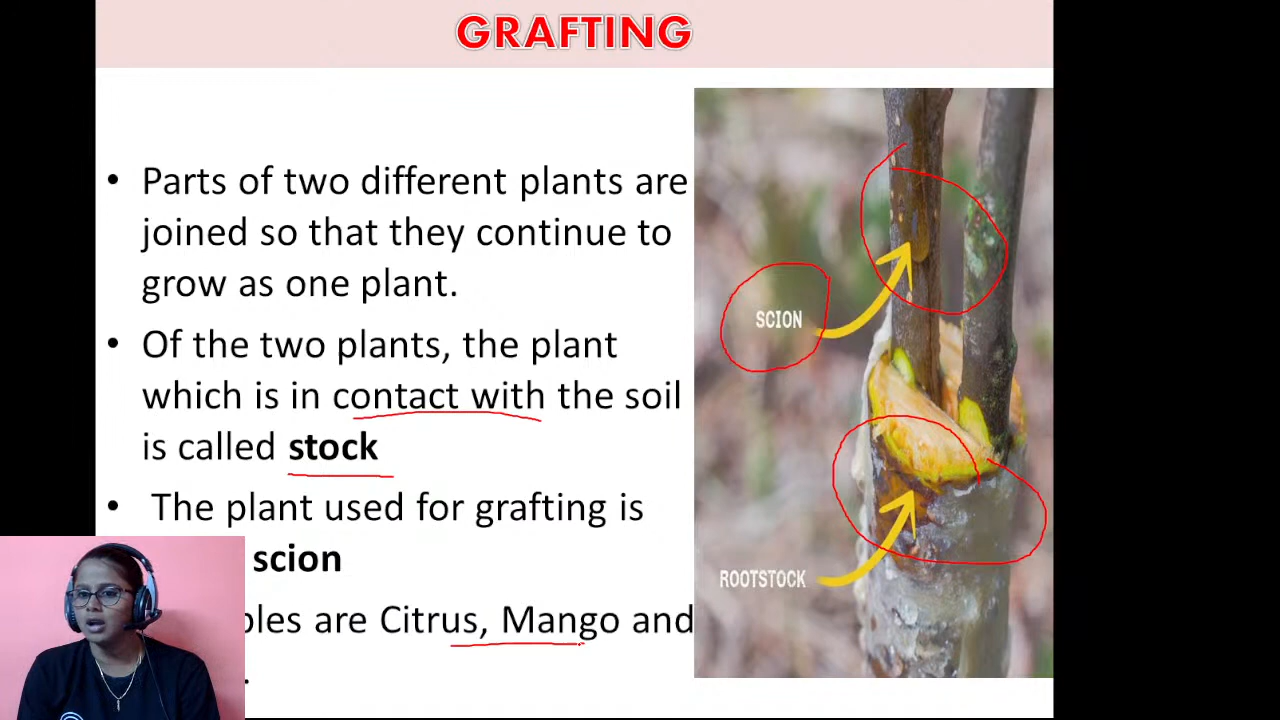 GRAFTING
• Parts of two different plants are
joined so that they continue to
grow as one plant.
• Of the two plants, the plant
which is in contact with the soil
is called stock
• The plant used for grafting is
scion
are Citrus, Mango and
SCION
ROOTSTOCK